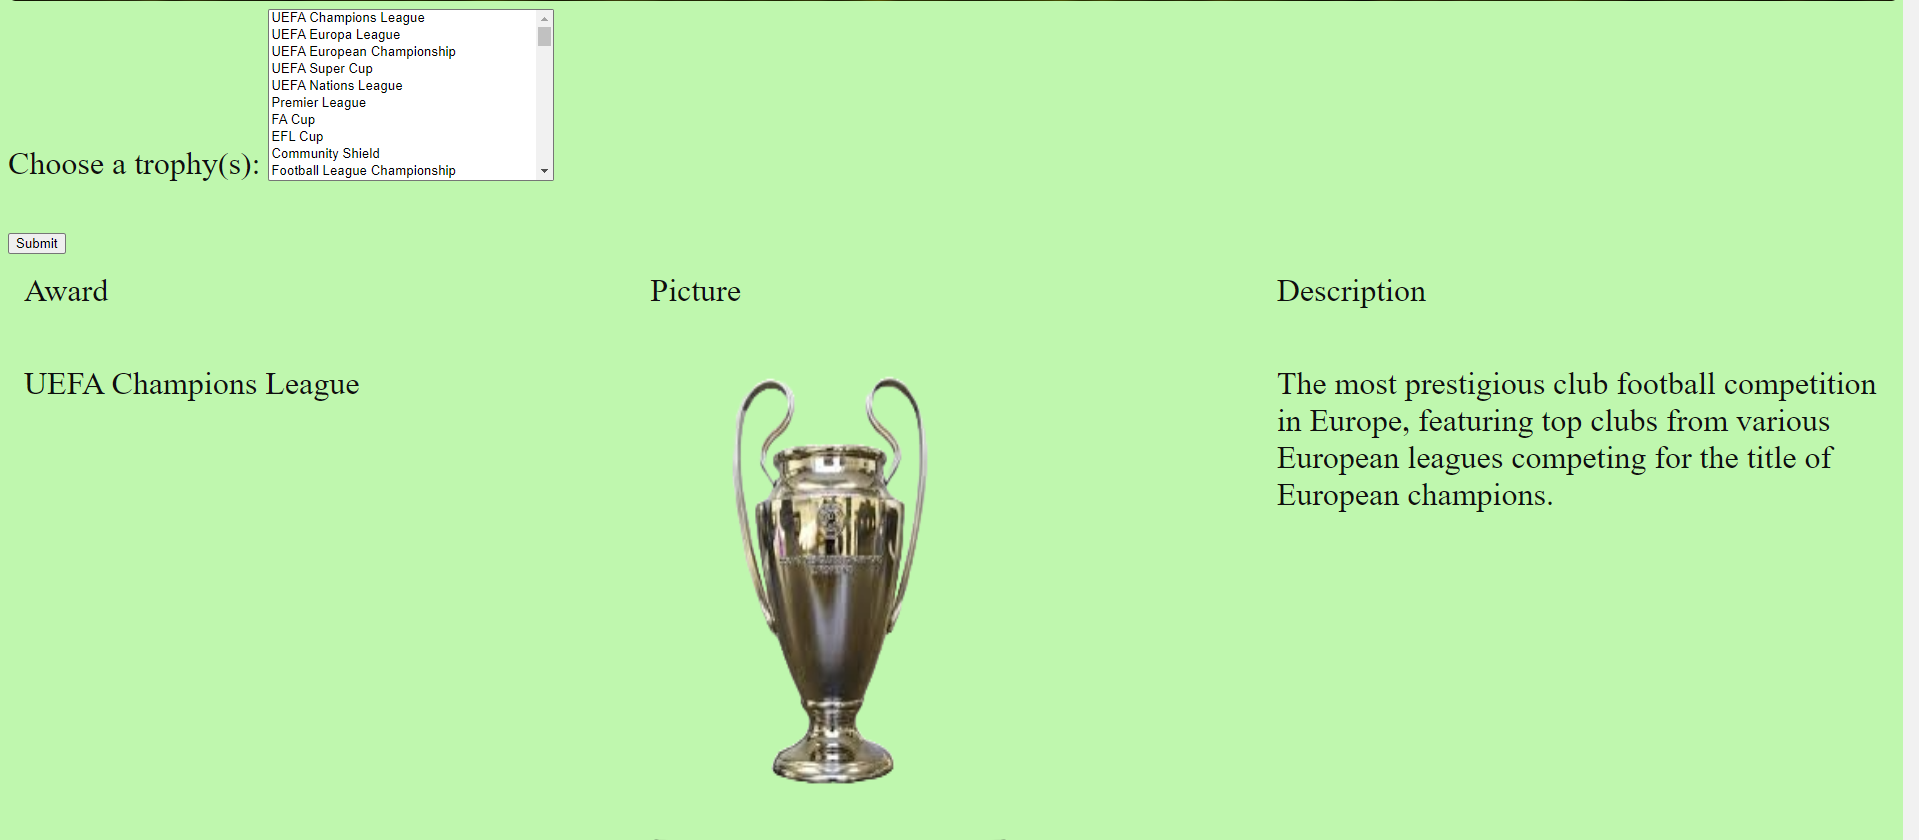 UEFA Champions League
UEFA Europa League
UEFA European Championship
UEFA Super Cup
UEFA Nations League
Premier League
FA Cup
EFL Cup
Community Shield
Football League Championship
Choose a trophy(s):
Submit
Award
Picture
Description
UEFA Champions League
The most prestigious club football competition
in Europe, featuring top clubs from various
European leagues competing for the title of
European champions.